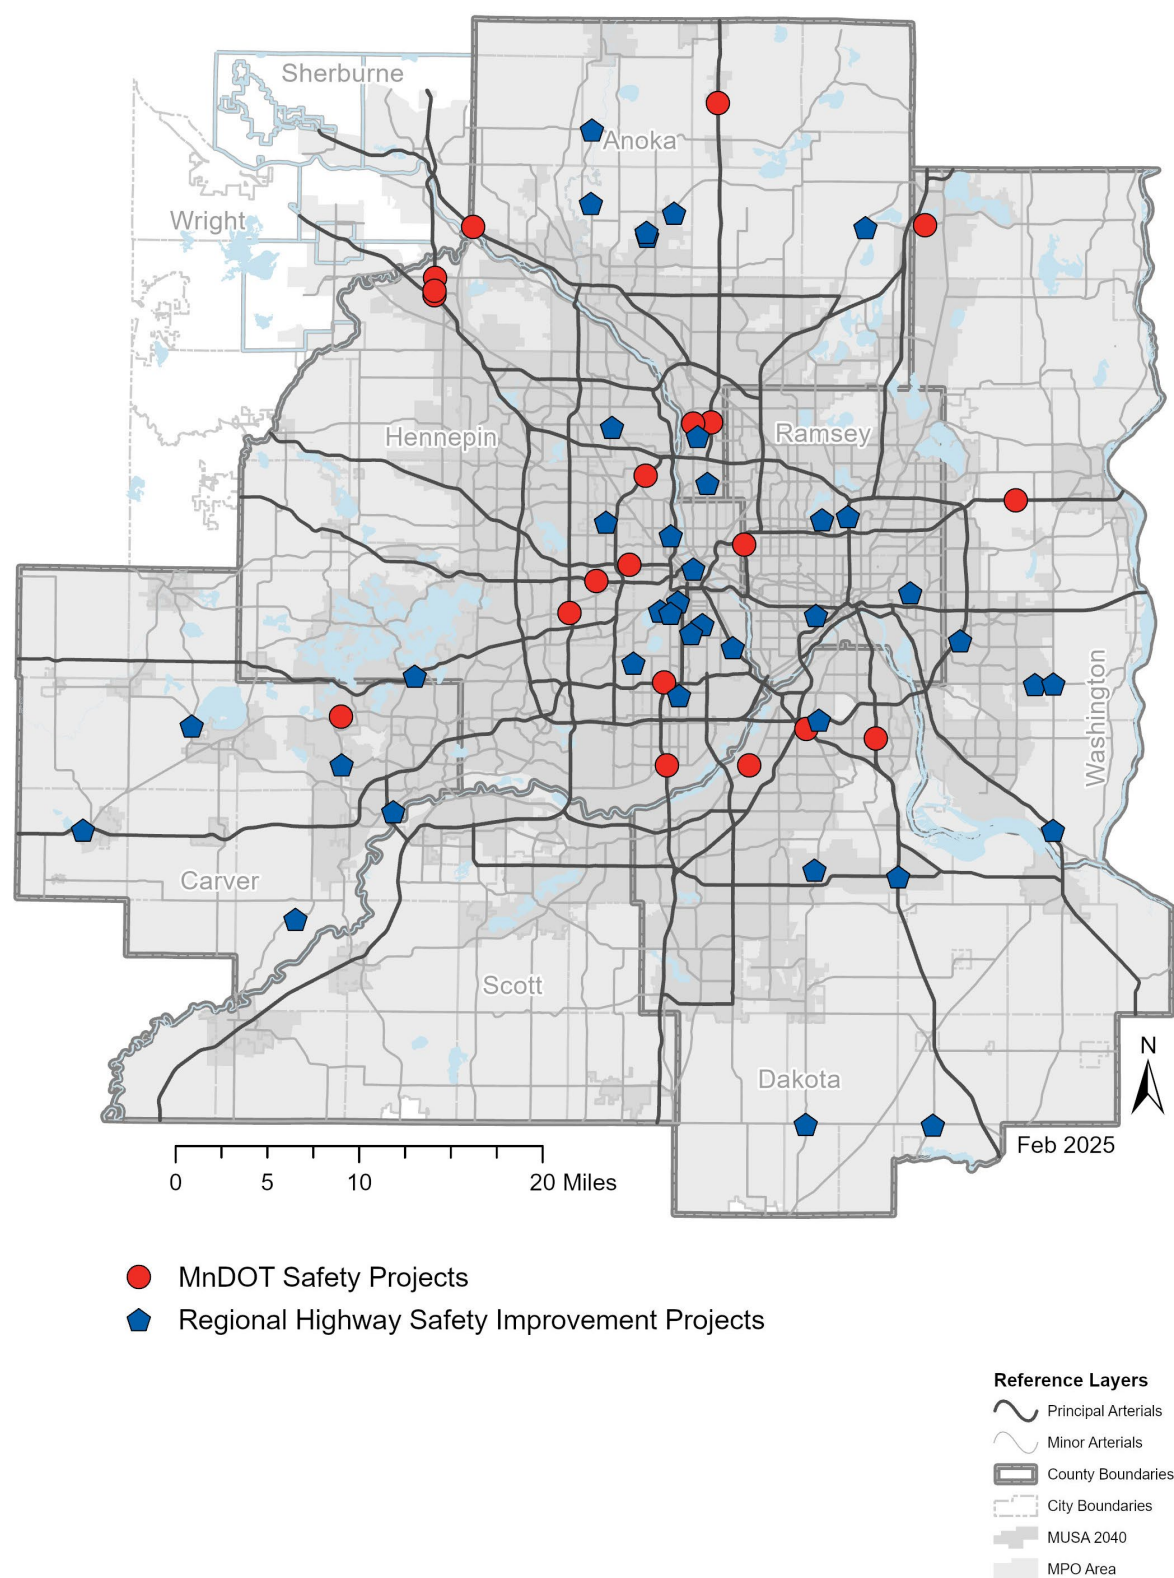 Sherburne
Anoka
Wright
Hennepin
Ramsey
Washington
Carver
Scott
Dakota
N
Feb 2025
0 5 10 20 Miles
MnDOT Safety Projects
Regional Highway Safety Improvement Projects
Reference Layers
Principal Arterials
Minor Arterials
County Boundaries
City Boundaries
MUSA 2040
MPO Area